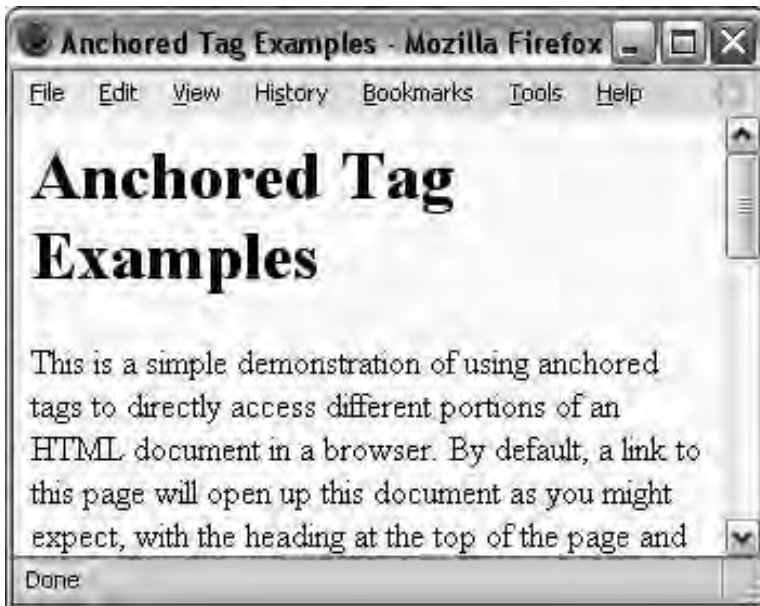 Anchored Tag Examples - Mozilla Firefox
File Edit View History Bookmarks Tools Help
Anchored Tag
Examples
This is a simple demonstration of using anchored
tags to directly access different portions of an
HTML document in a browser. By default, a link to
this page will open up this document as you might
expect, with the heading at the top of the page and
Done